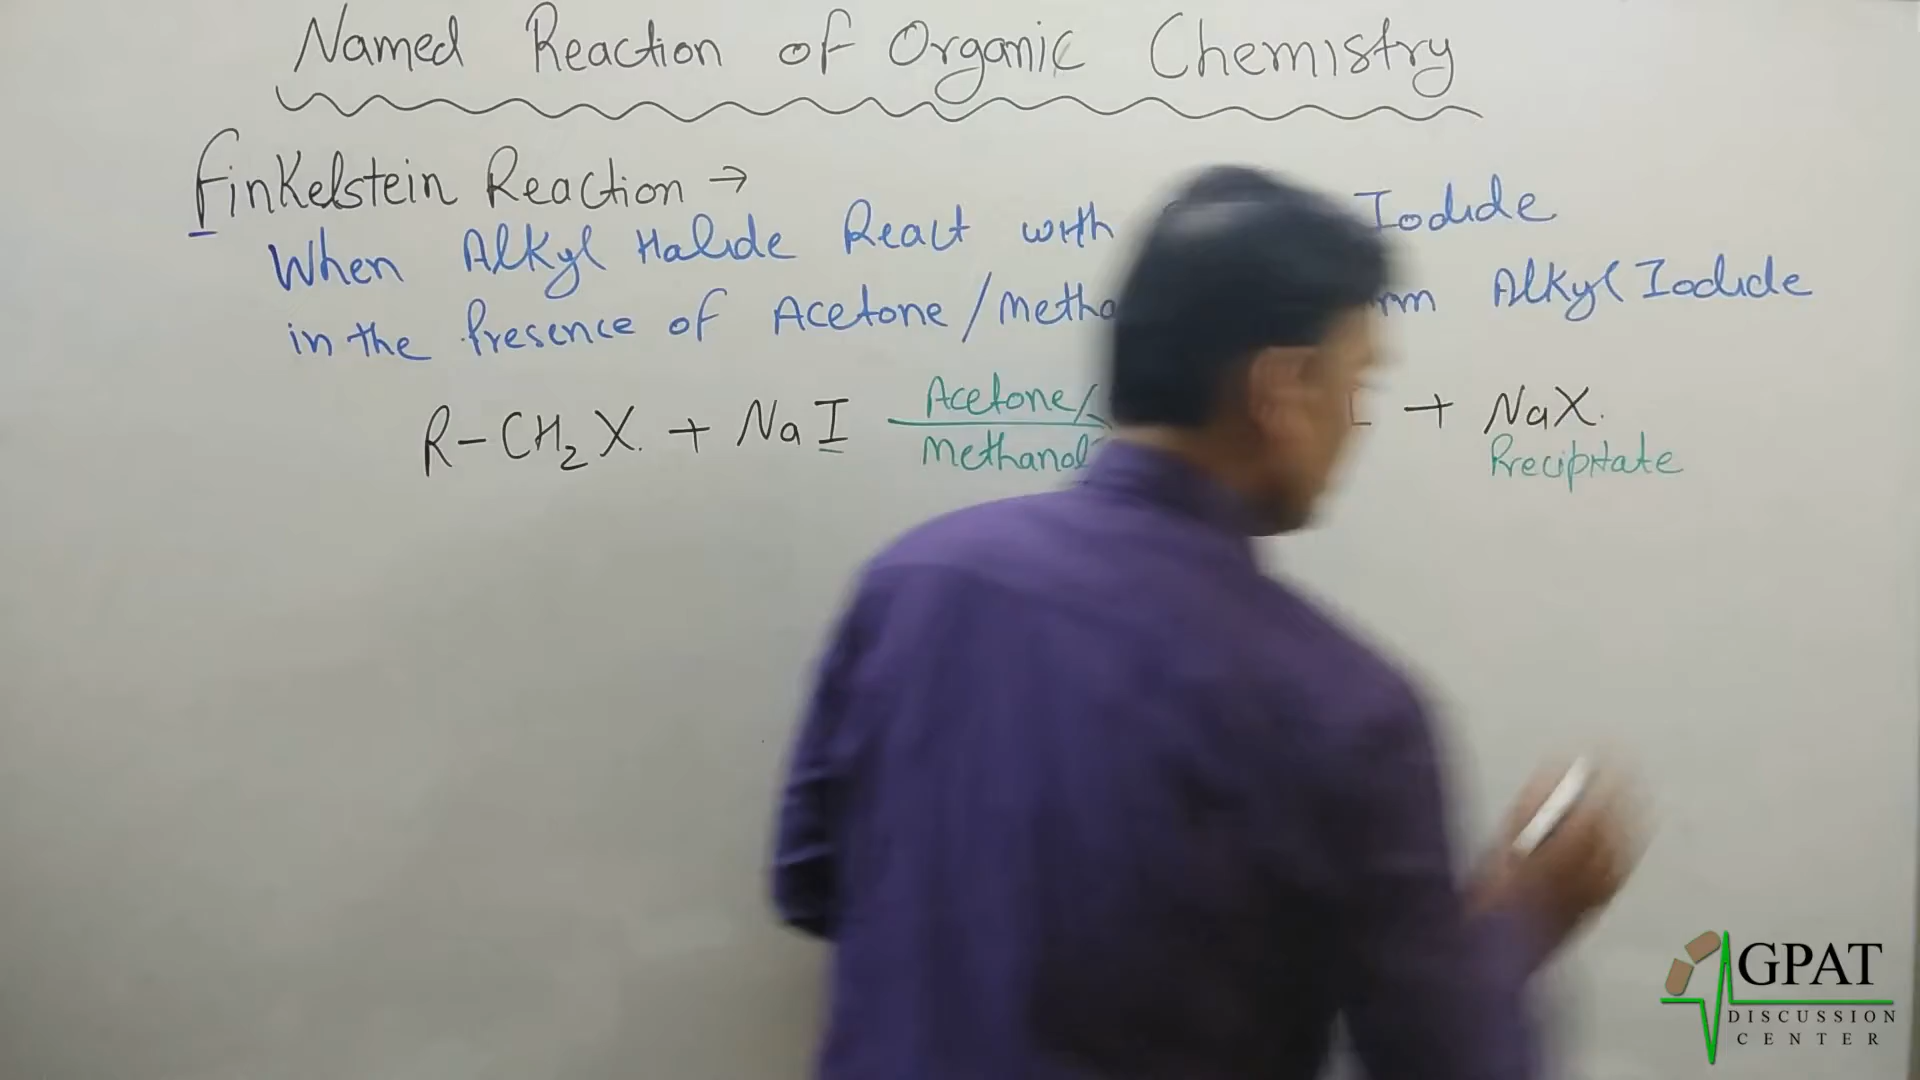 Named Reaction of Organic Chemistry
Finkelstein Reaction →
When Alkyl Halide React with Iodide
in the Presence of Acetone / Alkyl Iodide
R-CH2X + NaI Acetone/ Methanol + NaX
Precipitate
GPAT
DISCUSSION
CENTER